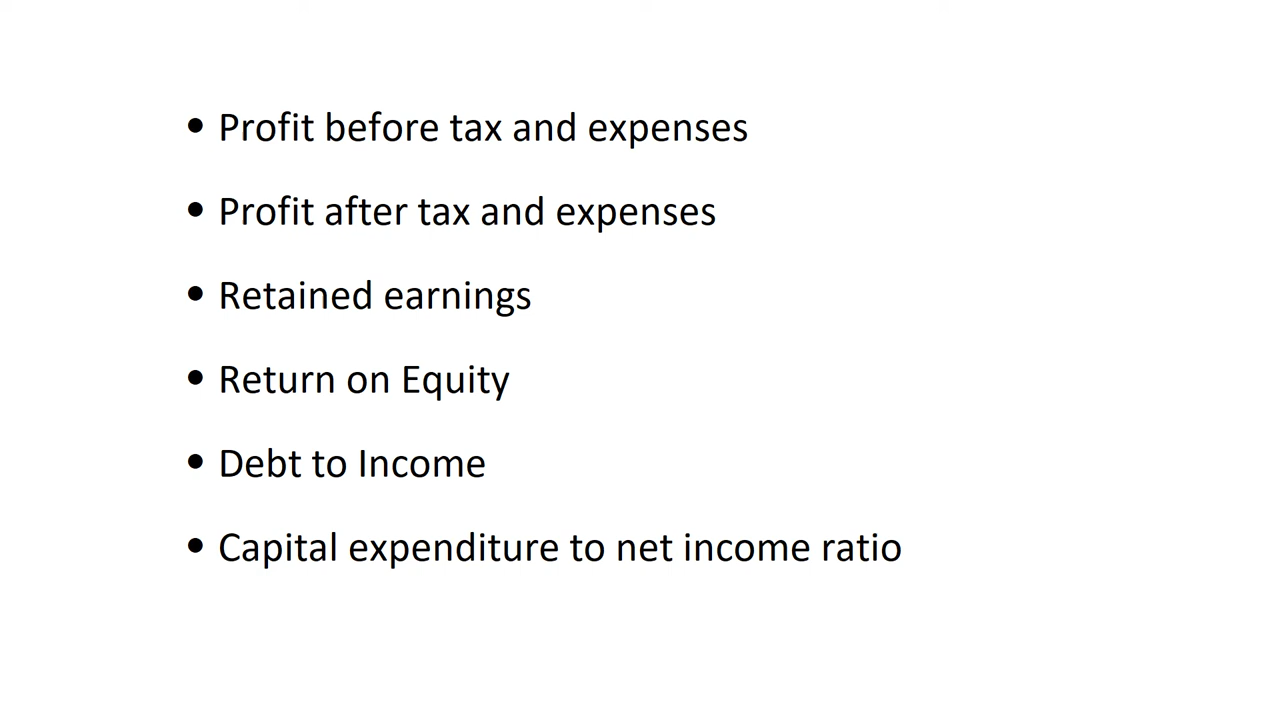 • Profit before tax and expenses
• Profit after tax and expenses
• Retained earnings
• Return on Equity
• Debt to Income
• Capital expenditure to net income ratio